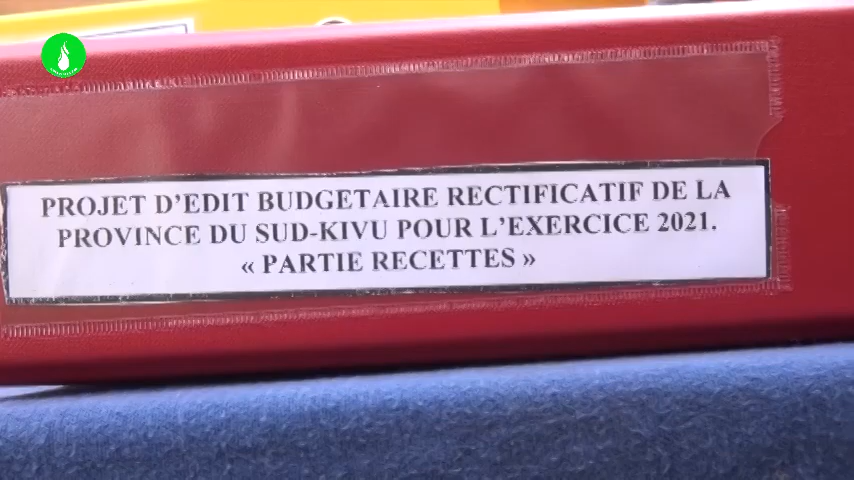 PROJET D'EDIT BUDGETAIRE RECTIFICATIF DE LA
PROVINCE DU SUD-KIVU POUR L'EXERCICE 2021.
« PARTIE RECETTES »